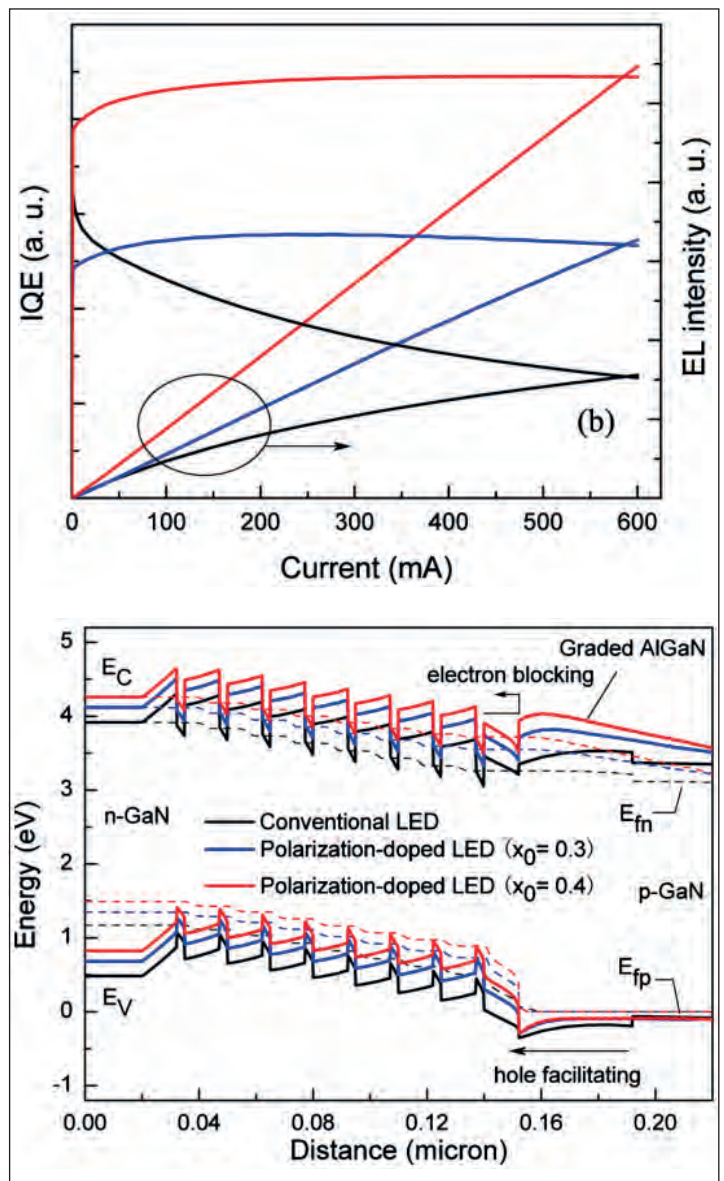 IQE (a. u.)
EL intensity (a. u.)
(b)
0 100 200 300 400 500 600
Current (mA)
5
4
3
2
1
0
-1
Energy (eV)
E_C
Graded AlGaN
electron blocking
n-GaN
E_fn
Conventional LED
Polarization-doped LED (x₀= 0.3)
Polarization-doped LED (x₀= 0.4)
p-GaN
E_V
E_fp
hole facilitating
0.00 0.04 0.08 0.12 0.16 0.20
Distance (micron)